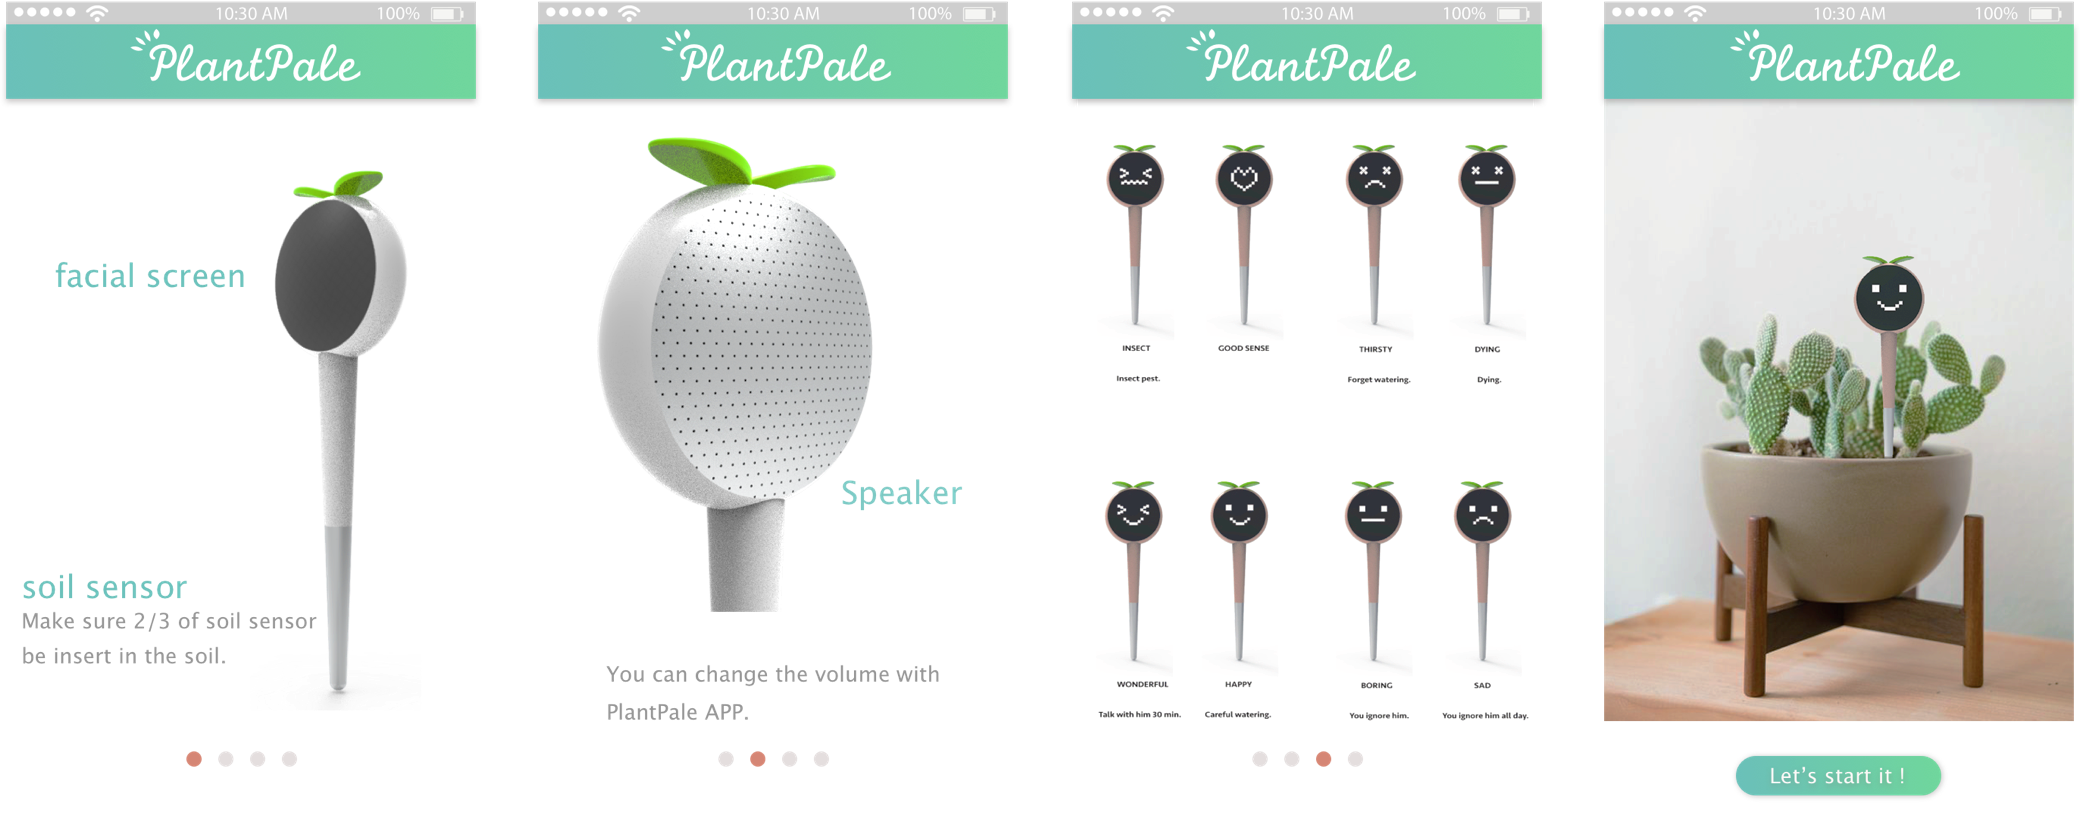 10:30 AM 100%
PlantPale
facial screen
soil sensor
Make sure 2/3 of soil sensor
be insert in the soil.
10:30 AM 100%
PlantPale
Speaker
You can change the volume with
PlantPale APP.
10:30 AM 100%
PlantPale
INSECT GOOD SENSE THIRSTY DYING
Insect pest. Forget watering. Dying.
WONDERFUL HAPPY BORING SAD
Talk with him 30 min. Careful watering. You ignore him. You ignore him all day.
10:30 AM 100%
PlantPale
Let's start it !